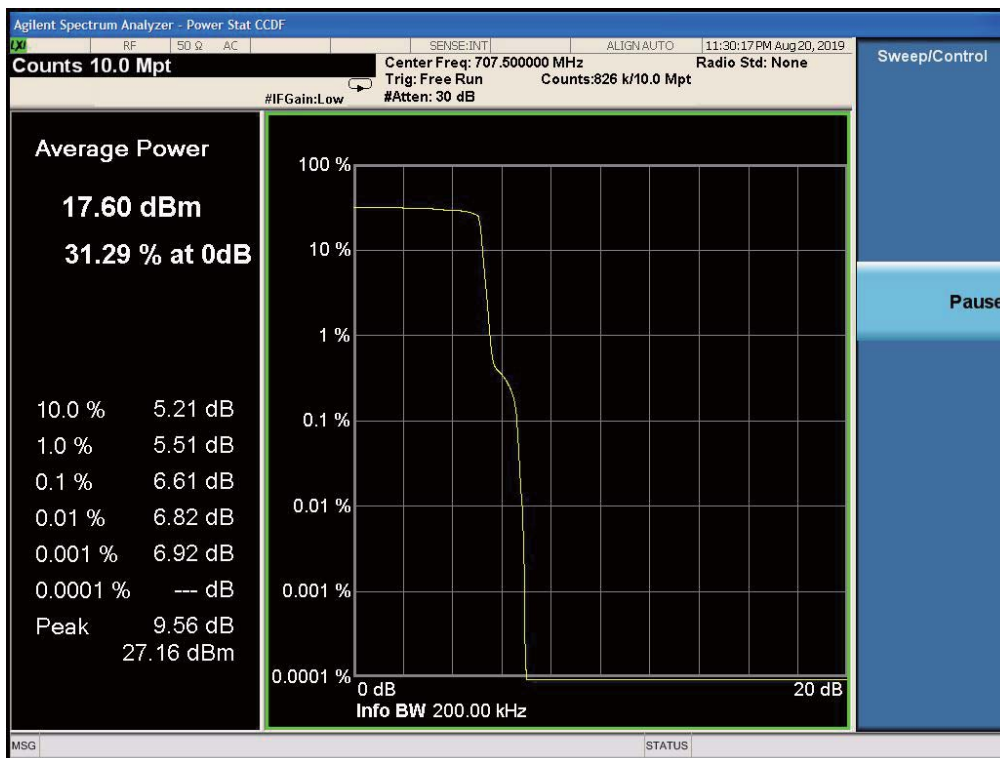 Agilent Spectrum Analyzer - Power Stat CCDF
LXI RF 50 Ω AC SENSE:INT ALIGN AUTO 11:30:17 PM Aug 20, 2019
Counts 10.0 Mpt
Center Freq: 707.500000 MHz Radio Std: None
Trig: Free Run Counts:826 k/10.0 Mpt
#IFGain:Low #Atten: 30 dB
Sweep/Control
Pause
Average Power
17.60 dBm
31.29 % at 0dB
10.0 % 5.21 dB
1.0 % 5.51 dB
0.1 % 6.61 dB
0.01 % 6.82 dB
0.001 % 6.92 dB
0.0001 % --- dB
Peak 9.56 dB
27.16 dBm
100 %
10 %
1 %
0.1 %
0.01 %
0.001 %
0.0001 %
0 dB 20 dB
Info BW 200.00 kHz
MSG STATUS